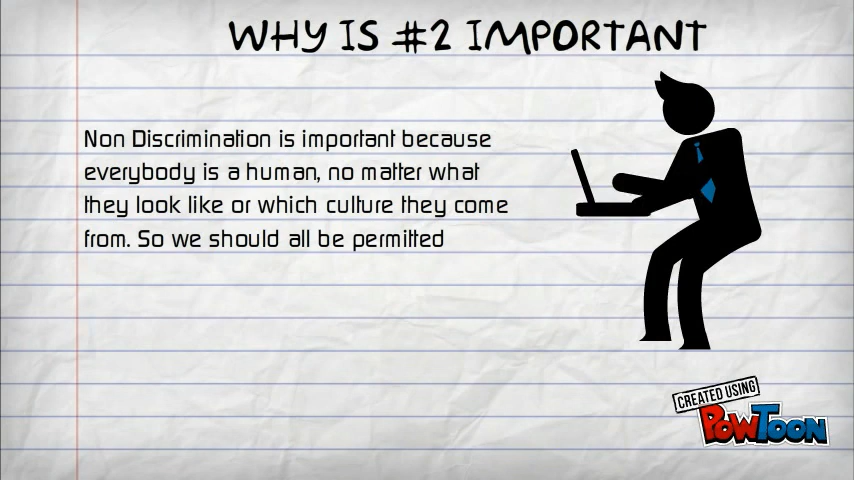 WHY IS #2 IMPORTANT
Non Discrimination is important because
everybody is a human, no matter what
they look like or which culture they come
from. So we should all be permitted
CREATED USING
POWTOON